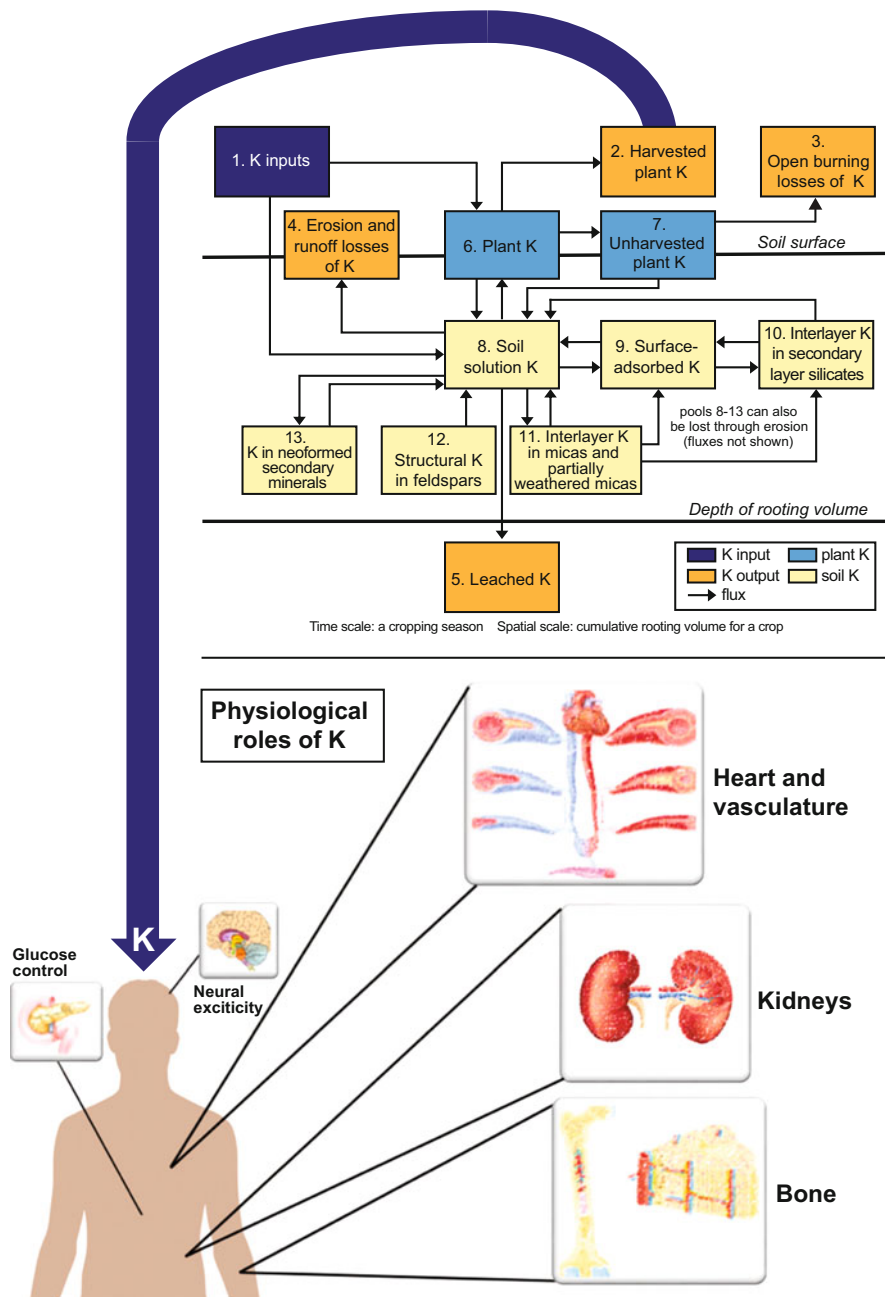 1. K inputs
2. Harvested
plant K
3.
Open burning
losses of K
4. Erosion and
runoff losses
of K
6. Plant K
7.
Unharvested
plant K
Soil surface
8. Soil
solution K
9. Surface-
adsorbed K
10. Interlayer K
in secondary
layer silicates
pools 8-13 can also
be lost through erosion
(fluxes not shown)
13.
K in neoformed
secondary
minerals
12.
Structural K
in feldspars
11. Interlayer K
in micas and
partially
weathered micas
Depth of rooting volume
5. Leached K
K input
plant K
K output
soil K
flux
Time scale: a cropping season Spatial scale: cumulative rooting volume for a crop
Physiological
roles of K
Heart and
vasculature
K
Glucose
control
Neural
exciticity
Kidneys
Bone